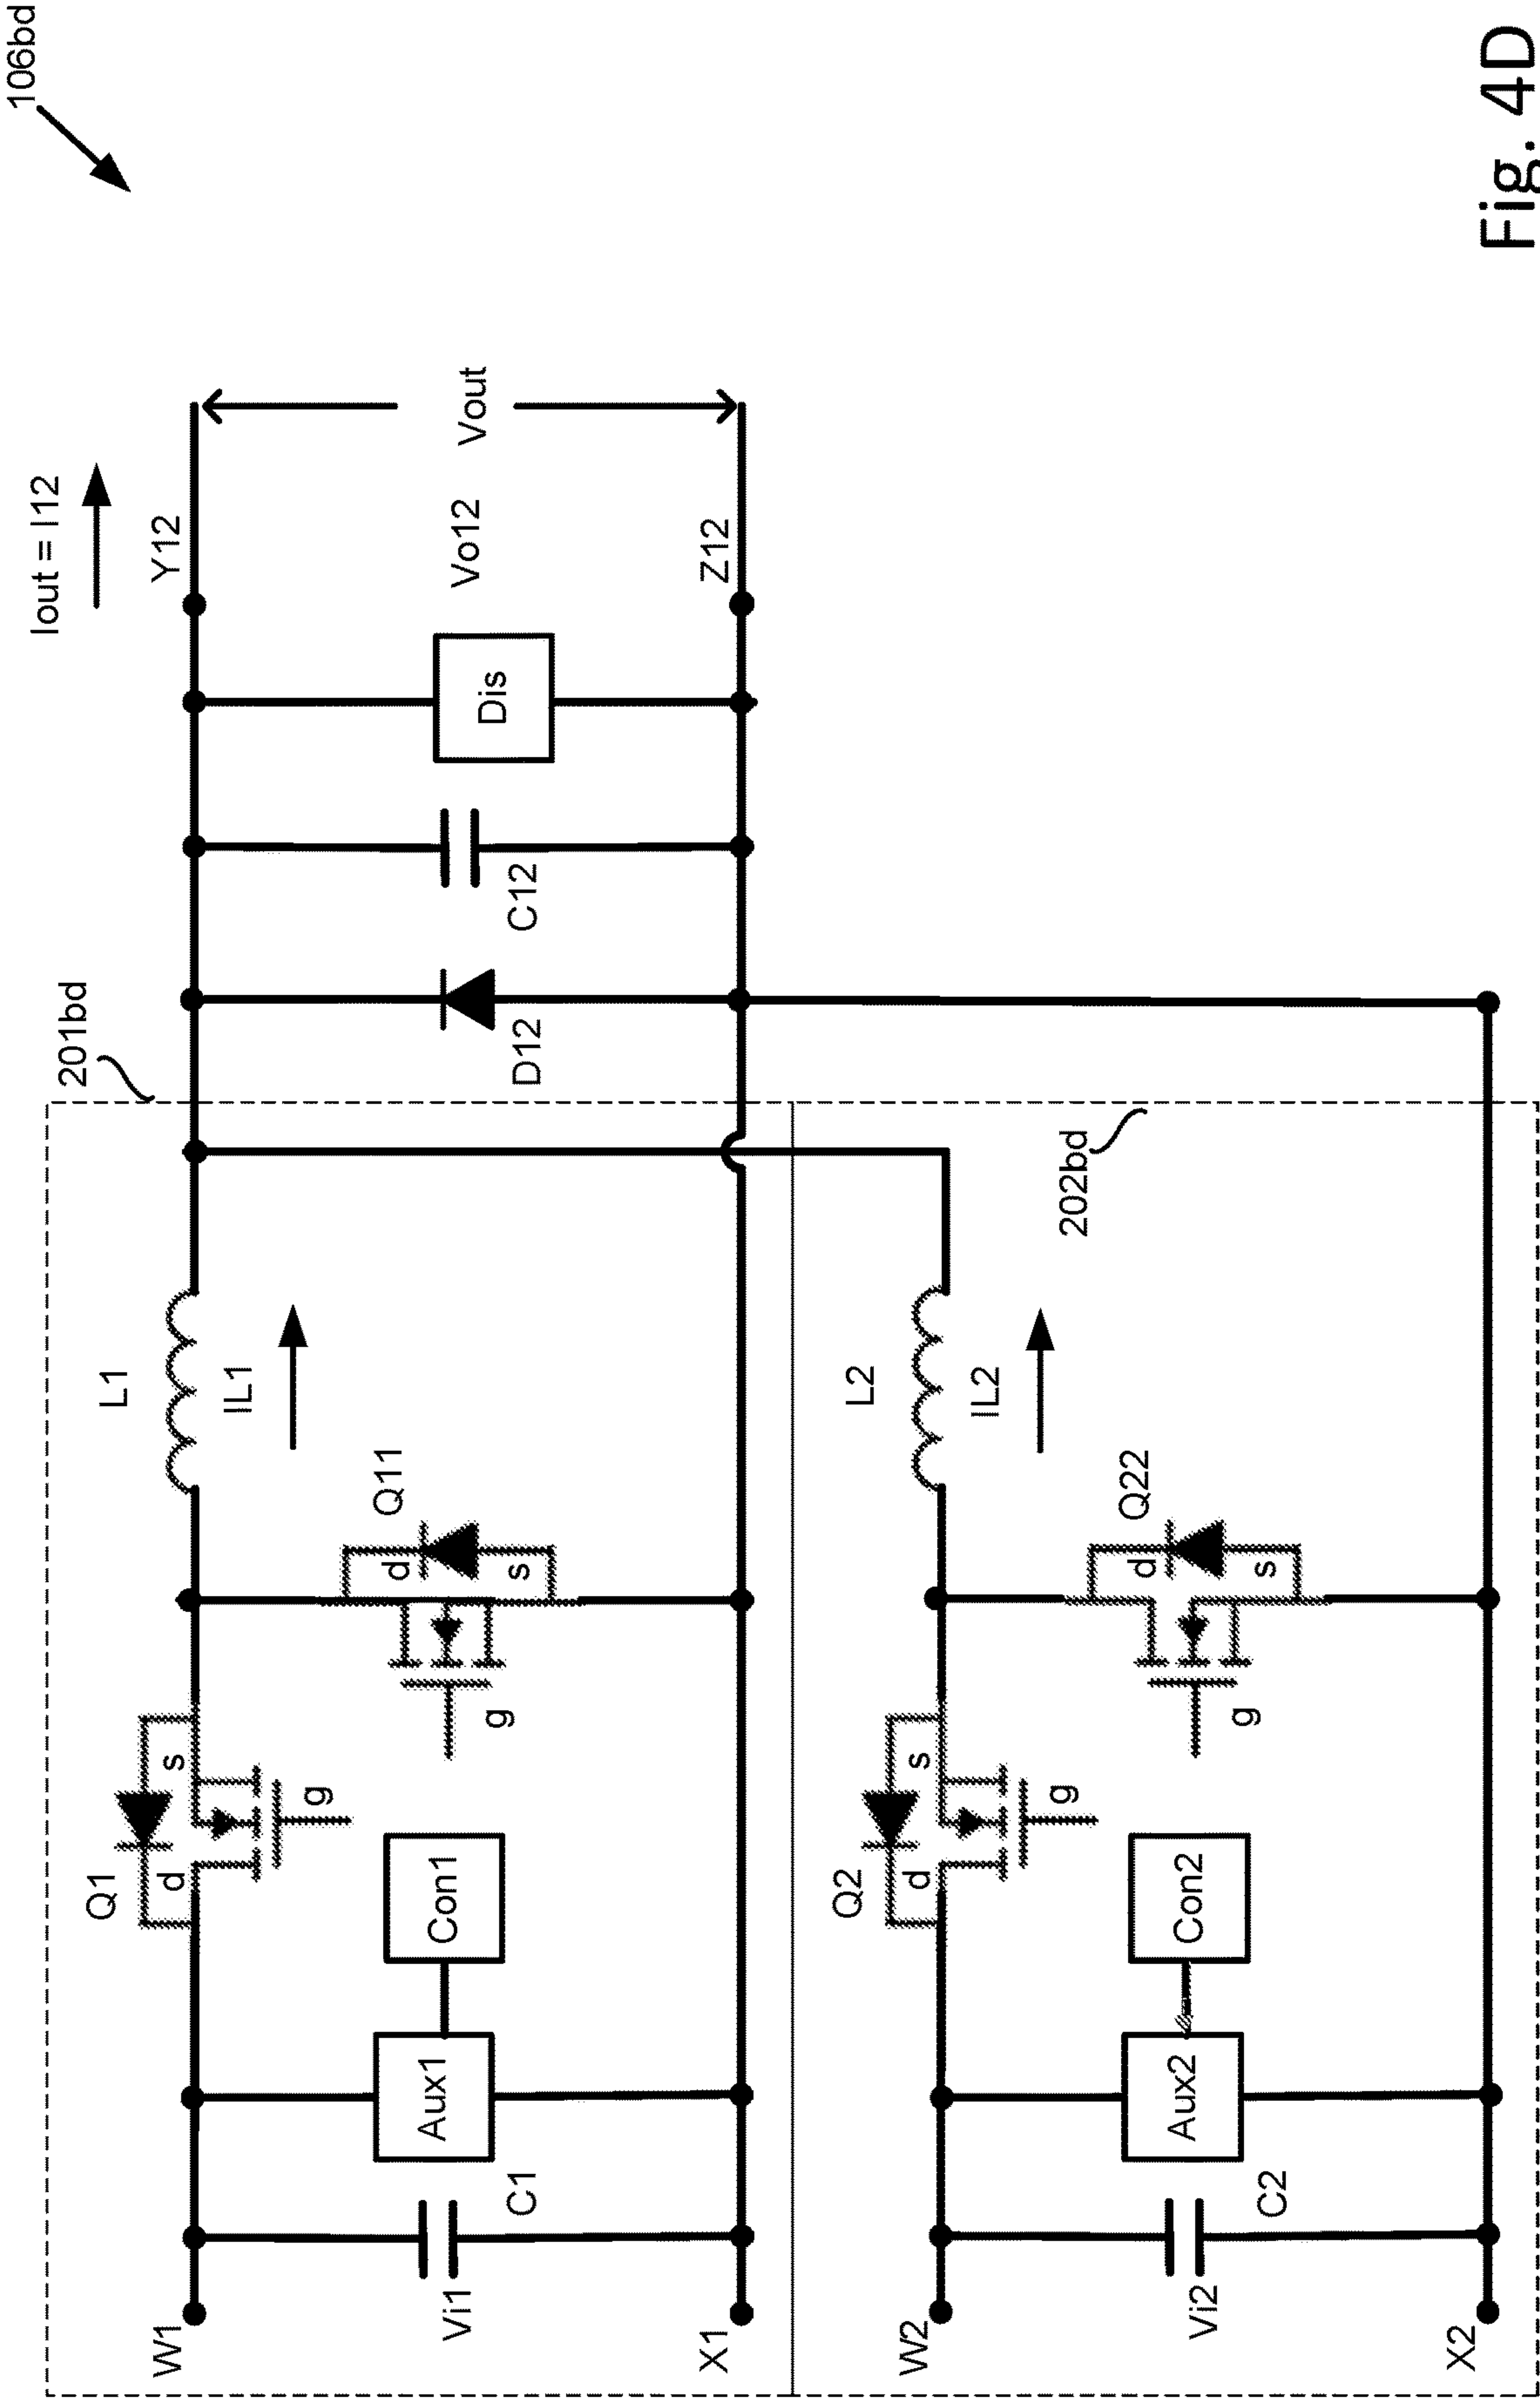 106bd
Iout = I12
Y12
Vo12
Vout
Z12
Dis
C12
D12
201bd
202bd
L1
IL1
Q11
d
s
g
Q1
d
s
g
Con1
Aux1
C1
Vi1
W1
X1
L2
IL2
Q22
d
s
g
Q2
d
s
g
Con2
Aux2
C2
Vi2
W2
X2
Fig. 4D